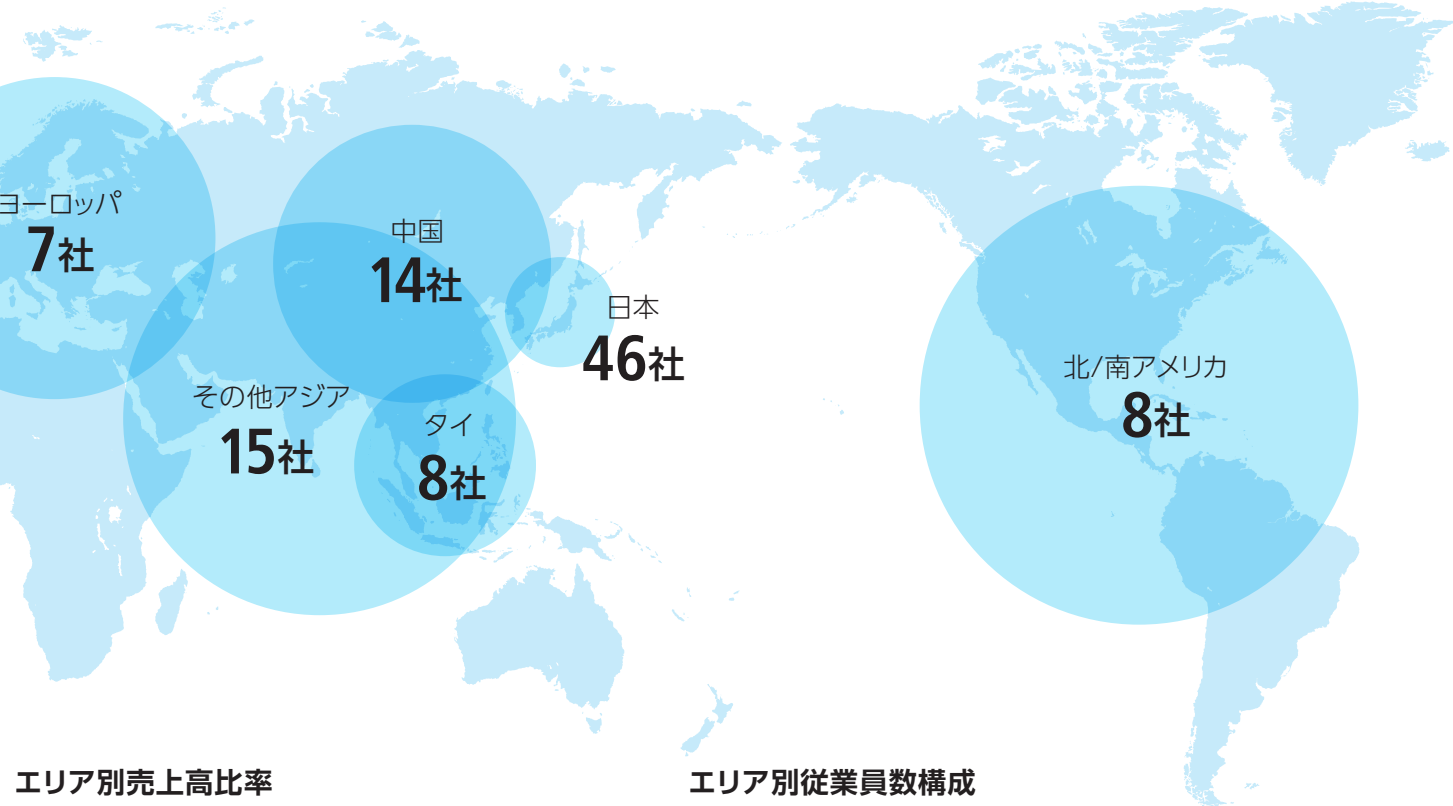 ヨーロッパ
7社
中国
14社
日本
46社
その他アジア
15社
タイ
8社
北/南アメリカ
8社
エリア別売上高比率
エリア別従業員数構成